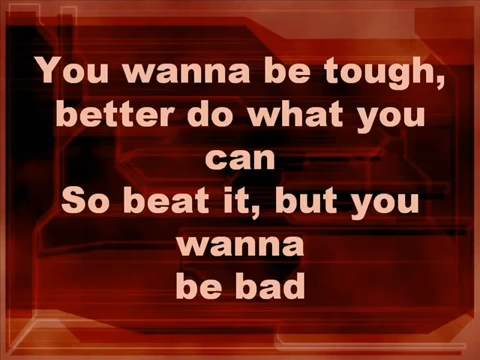 You wanna be tough,
better do what you
can
So beat it, but you
wanna
be bad